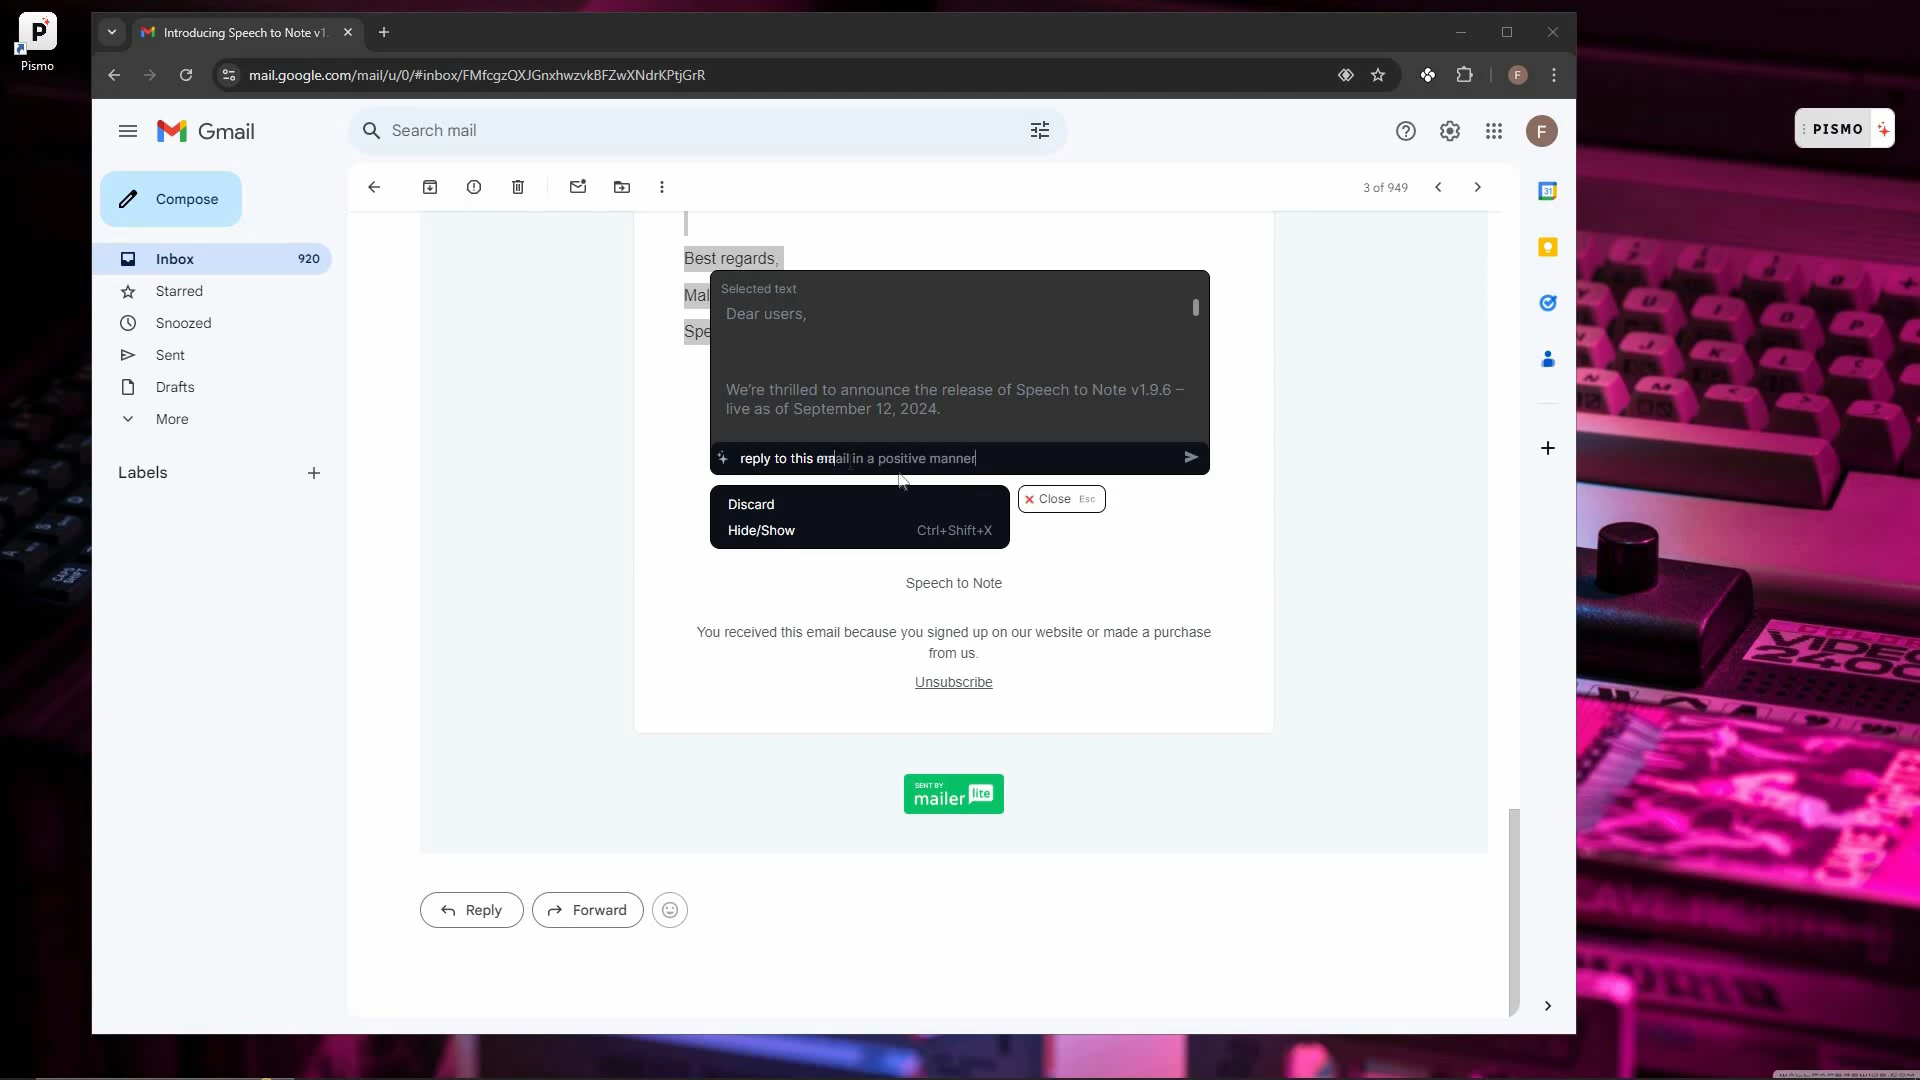 Pismo
Introducing Speech to Note v1.
mail.google.com/mail/u/0/#inbox/FMfcgzQXJGnxhwzvkBFZwXNdrKPtjGrR
F
Gmail
Search mail
F
PISMO
Compose
3 of 949
31
Inbox 920
Starred
Snoozed
Sent
Drafts
More
Labels
Best regards,
Mal
Spe
Selected text
Dear users,
We're thrilled to announce the release of Speech to Note v1.9.6 –
live as of September 12, 2024.
reply to this email in a positive manner
Discard
Hide/Show Ctrl+Shift+X
Close Esc
Speech to Note
You received this email because you signed up on our website or made a purchase
from us.
Unsubscribe
SENT BY
mailer lite
Reply
Forward